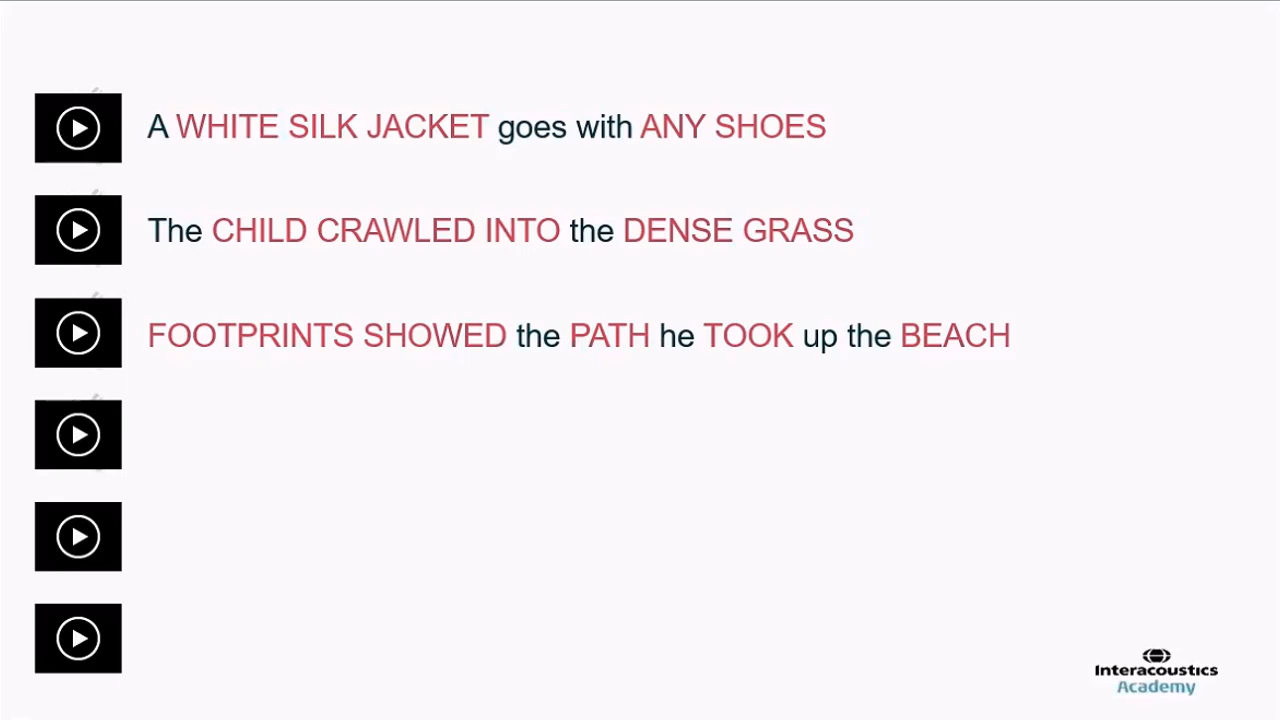 A WHITE SILK JACKET goes with ANY SHOES
The CHILD CRAWLED INTO the DENSE GRASS
FOOTPRINTS SHOWED the PATH he TOOK up the BEACH
Interacoustics
Academy